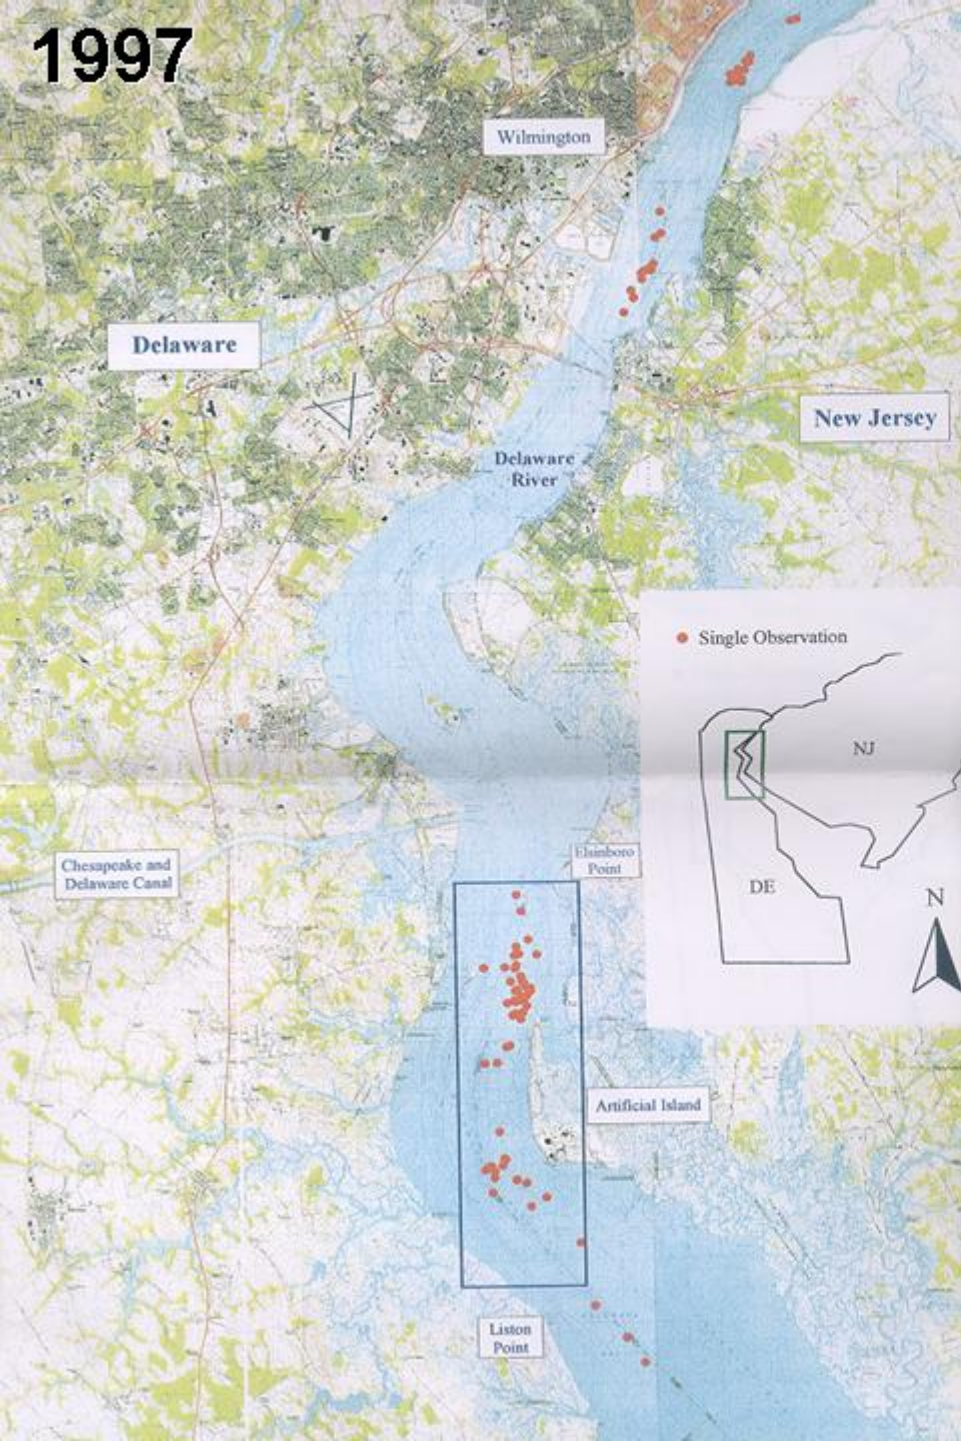 1997
Wilmington
Delaware
New Jersey
Delaware
River
Single Observation
NJ
Chesapeake and
Delaware Canal
Elsinboro
Point
DE
N
Artificial Island
Liston
Point